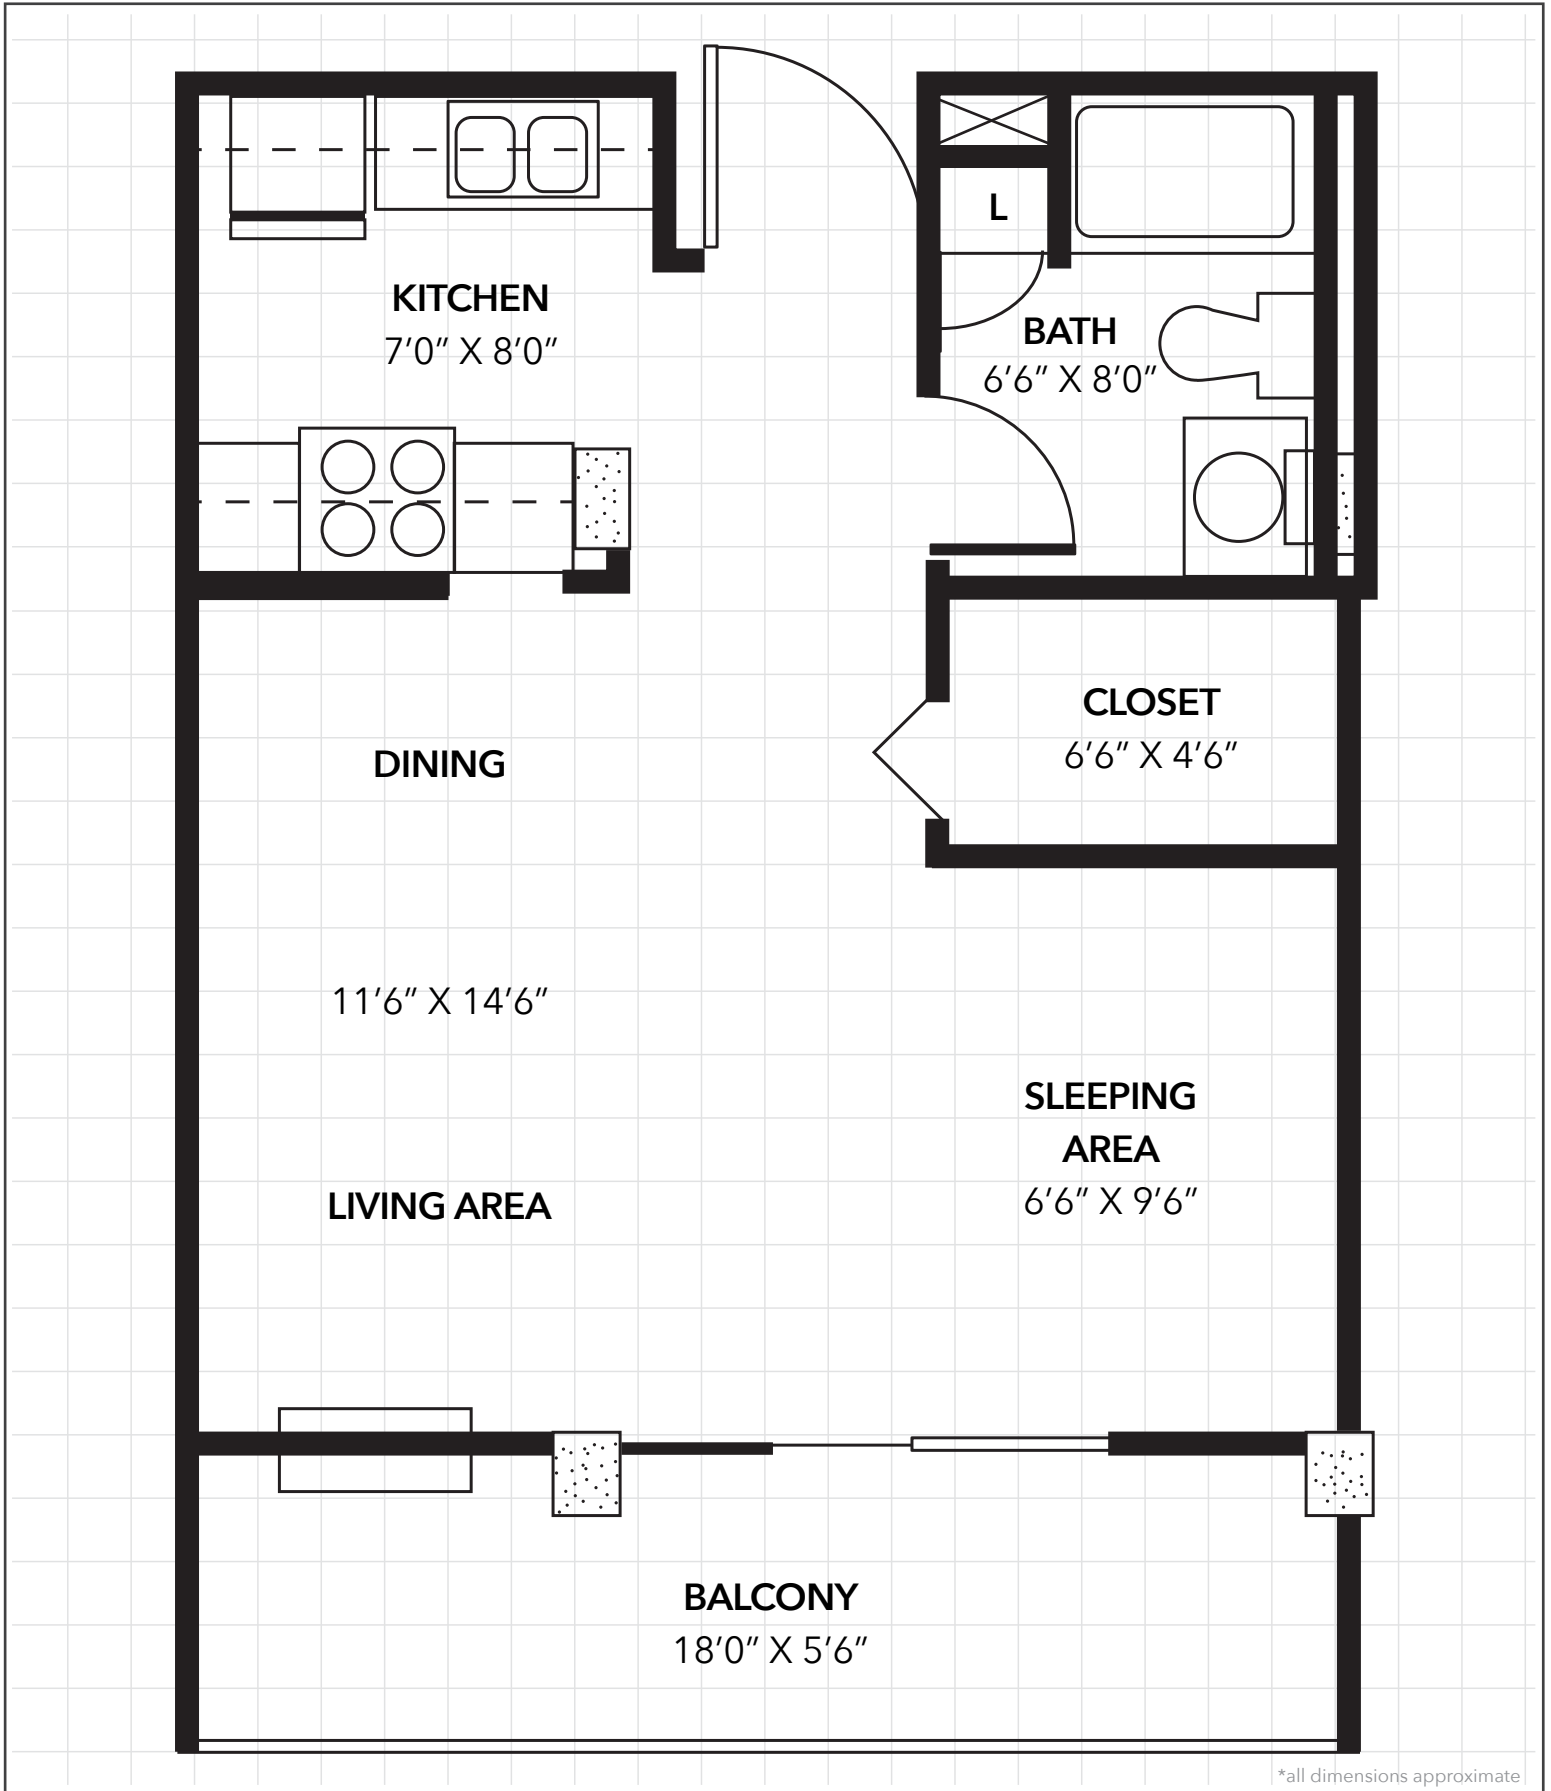 L
KITCHEN
7’0” X 8’0”
BATH
6’6” X 8’0”
CLOSET
6’6” X 4’6”
DINING
11’6” X 14’6”
SLEEPING
AREA
6’6” X 9’6”
LIVING AREA
BALCONY
18’0” X 5’6”
*all dimensions approximate